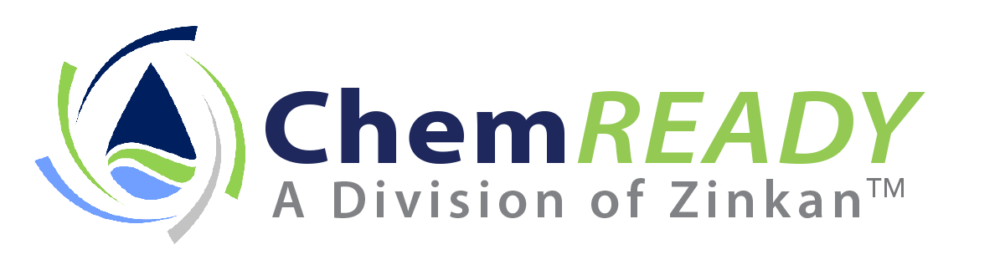 ChemREADY
A Division of Zinkan™